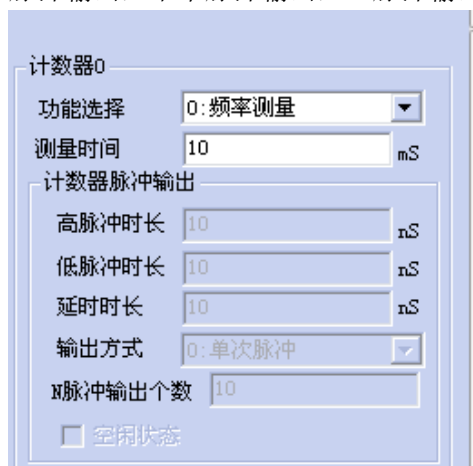 计数器0
功能选择 0:频率测量
测量时间 10 mS
计数器脉冲输出
高脉冲时长 10 nS
低脉冲时长 10 nS
延时时长 10 nS
输出方式 0:单次脉冲
N脉冲输出个数 10
空闲状态